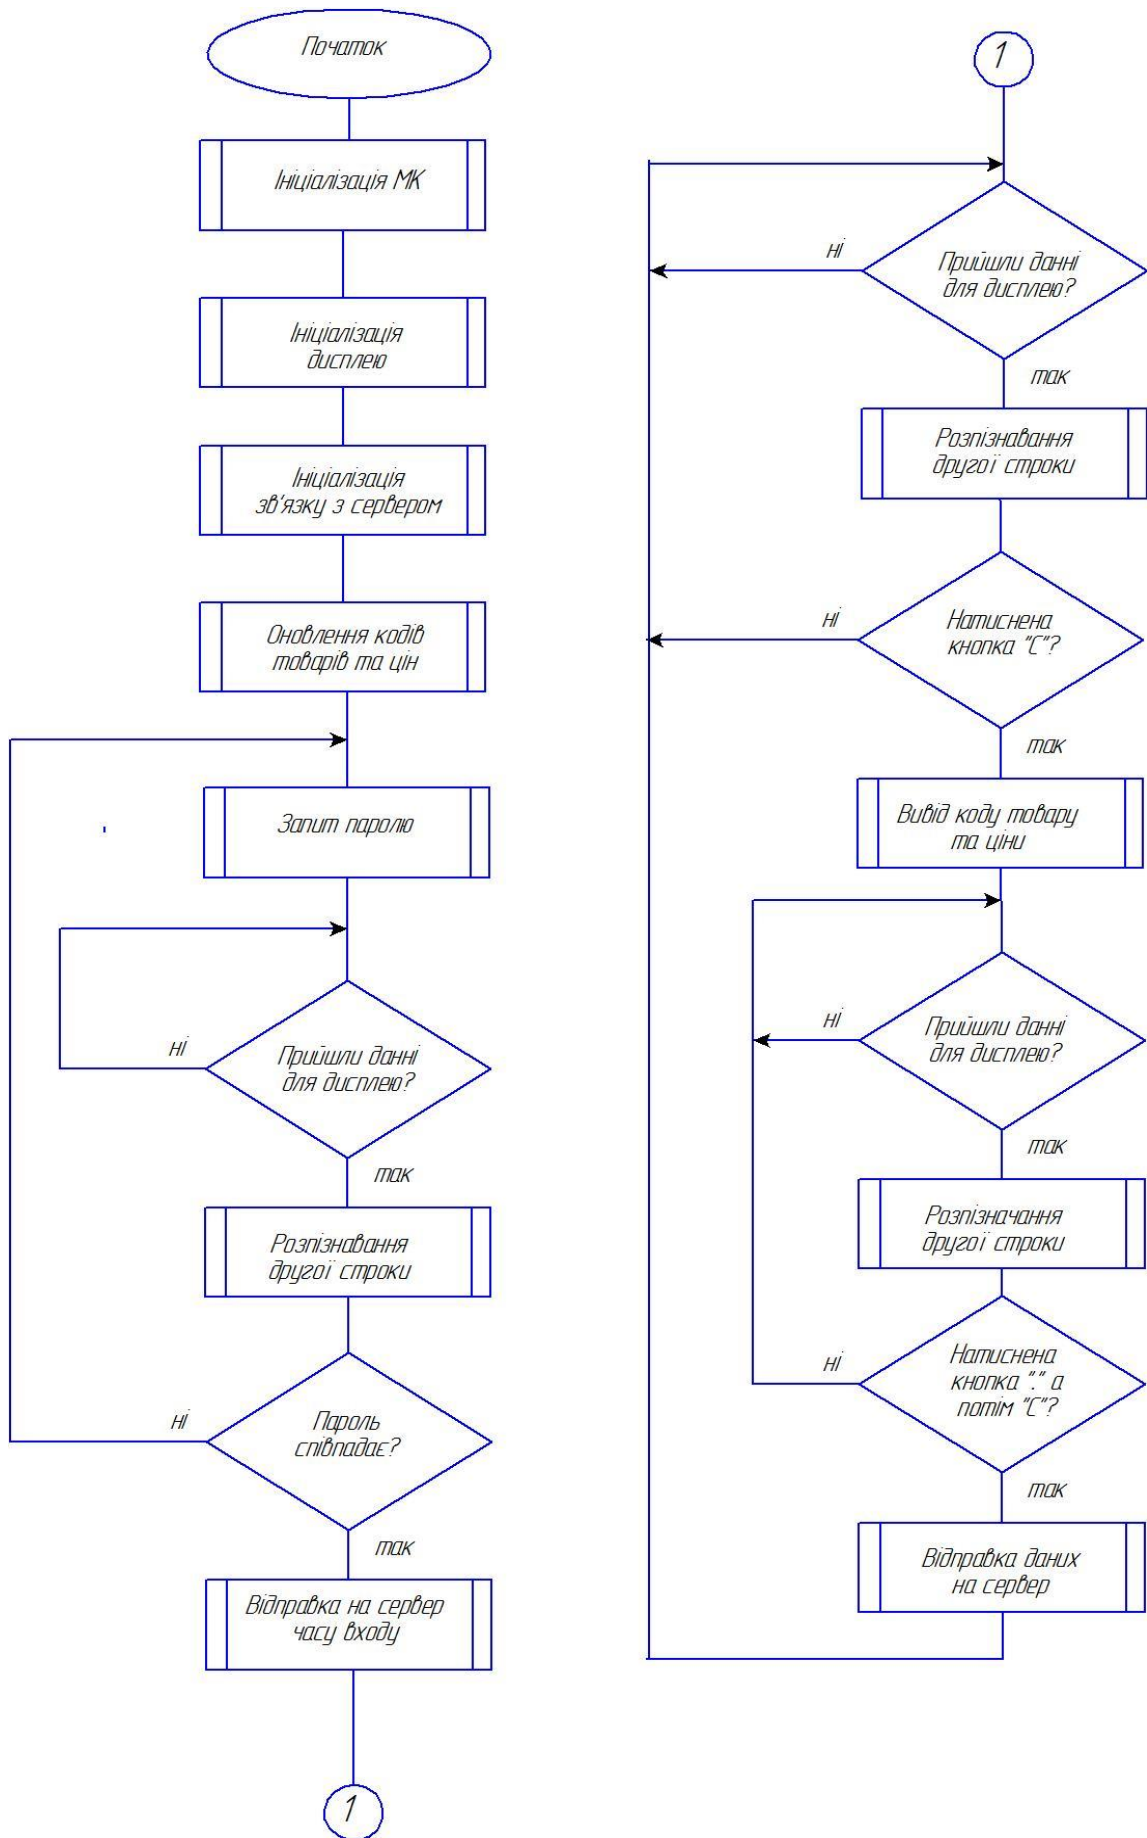 Початок
Ініціалізація МК
Ініціалізація
дисплею
Ініціалізація
зв'язку з сервером
Оновлення кодів
товарів та цін
Запит паролю
ні
Прийшли данні
для дисплею?
так
Розпізнавання
другої строки
ні
Пароль
співпадає?
так
Відправка на сервер
часу входу
1
1
ні
Прийшли данні
для дисплею?
так
Розпізнавання
другої строки
ні
Натиснена
кнопка "С"?
так
Вивід коду товару
та ціни
ні
Прийшли данні
для дисплею?
так
Розпізначання
другої строки
ні
Натиснена
кнопка "." а
потім "С"?
так
Відправка даних
на сервер